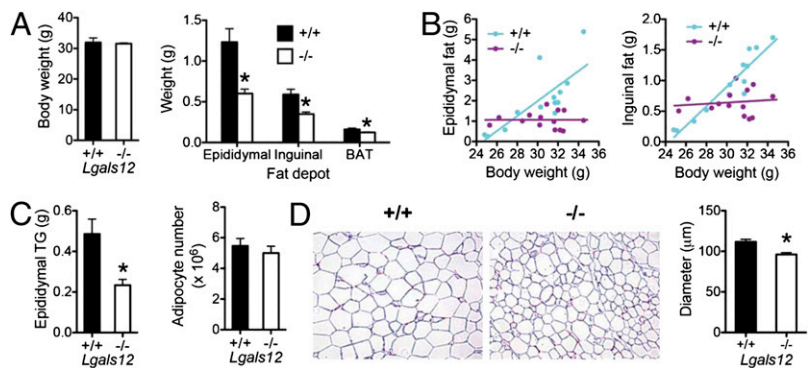 A
Body weight (g)
40
30
20
10
0
+/+ -/-
Lgals12
Weight (g)
1.5
1.0
0.5
0.0
+/+
-/-
*
*
*
Epididymal Inguinal BAT
Fat depot
B
Epididymal fat (g)
6
4
2
0
+/+
-/-
24 26 28 30 32 34 36
Body weight (g)
Inguinal fat (g)
2.0
1.5
1.0
0.5
0.0
+/+
-/-
24 26 28 30 32 34 36
Body weight (g)
C
Epididymal TG (g)
0.6
0.4
0.2
0.0
*
+/+ -/-
Lgals12
Adipocyte number
(x 10⁶)
8
6
4
2
0
+/+ -/-
Lgals12
D
+/+ -/-
Diameter (μm)
150
100
50
0
*
+/+ -/-
Lgals12